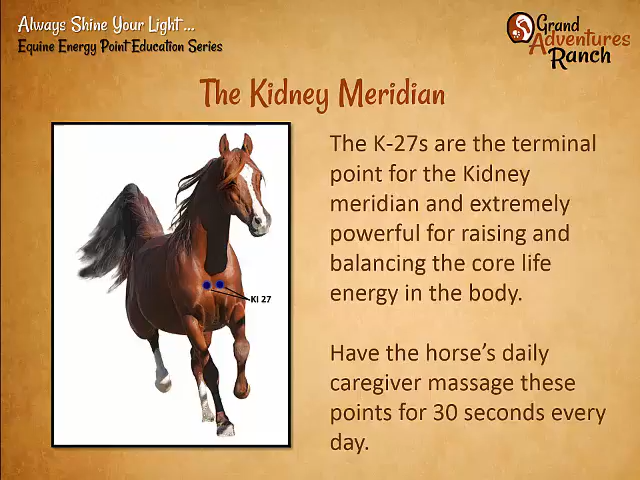 Always Shine Your Light...
Equine Energy Point Education Series
Grand
Adventures
Ranch
The Kidney Meridian
The K-27s are the terminal
point for the Kidney
meridian and extremely
powerful for raising and
balancing the core life
energy in the body.
KI 27
Have the horse's daily
caregiver massage these
points for 30 seconds every
day.